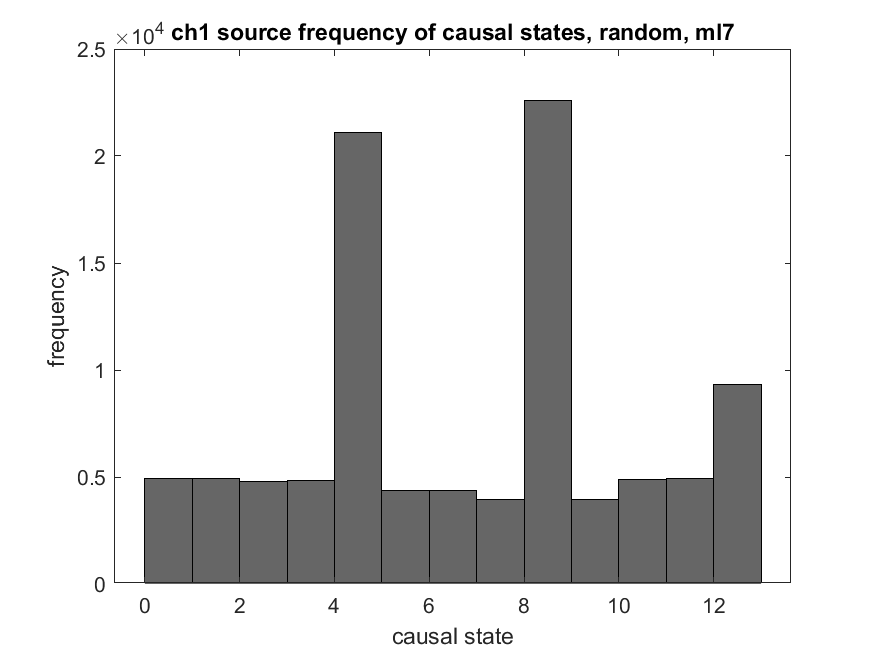 ×10^4 ch1 source frequency of causal states, random, ml7
2.5
2
1.5
1
0.5
0
frequency
0 2 4 6 8 10 12
causal state